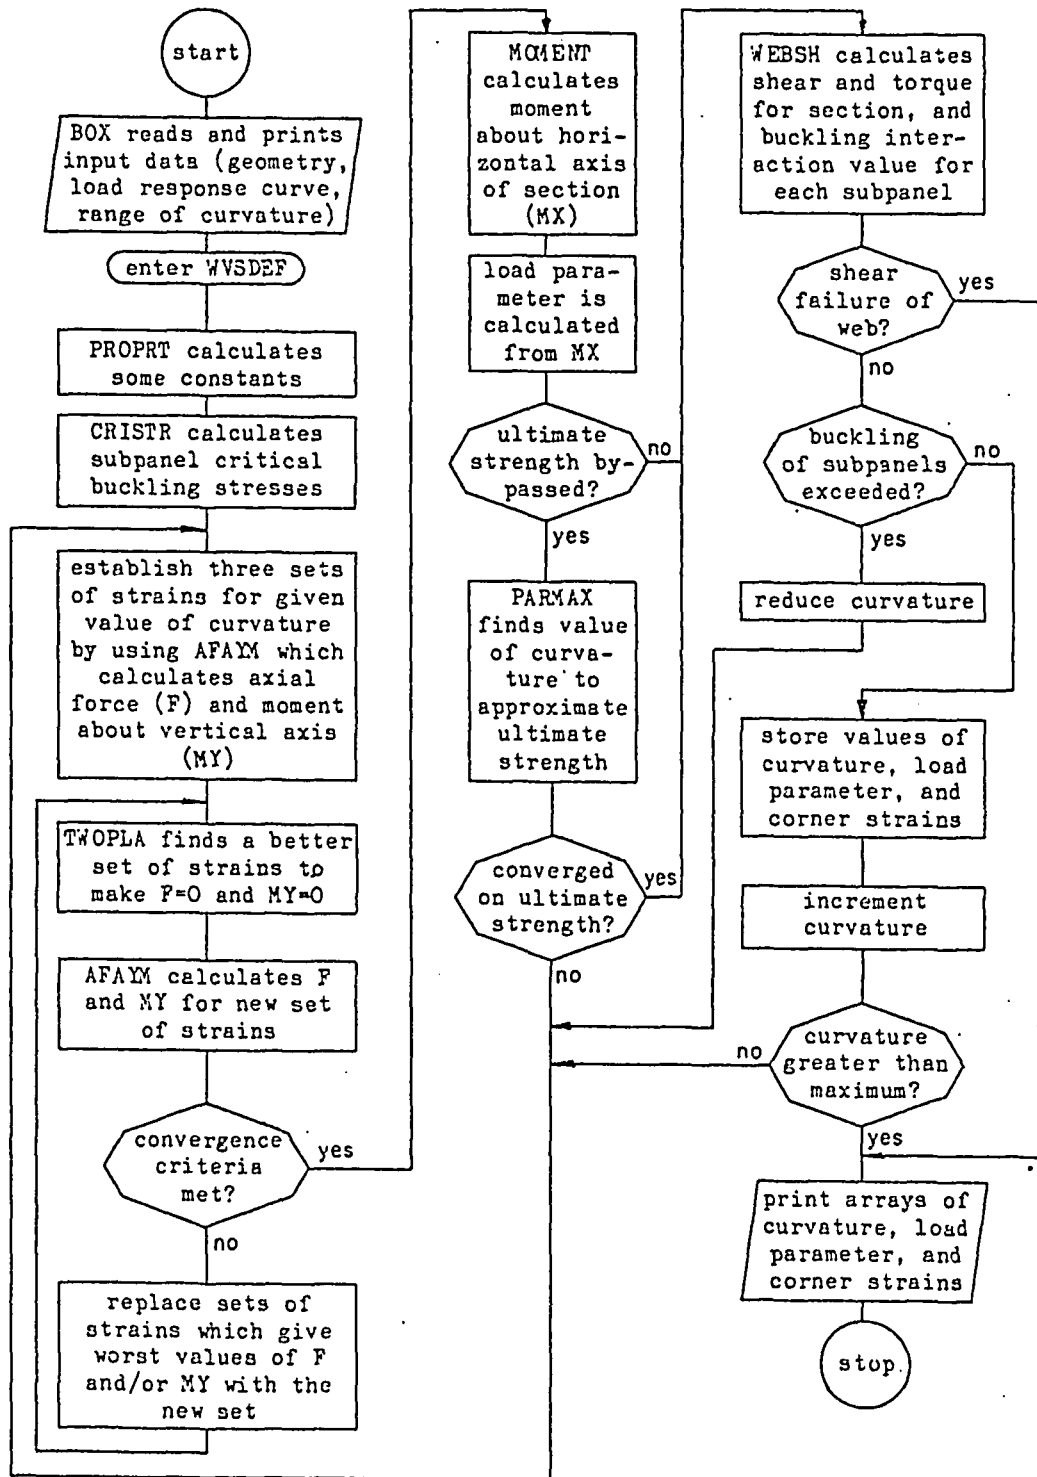 start
BOX reads and prints
input data (geometry,
load response curve,
range of curvature)
enter WVSDEF
PROPRT calculates
some constants
CRISTR calculates
subpanel critical
buckling stresses
establish three sets
of strains for given
value of curvature
by using AFAYM which
calculates axial
force (F) and moment
about vertical axis
(MY)
TWOPLA finds a better
set of strains to
make F=0 and MY=0
AFAYM calculates F
and MY for new set
of strains
convergence
criteria
met?
yes
no
replace sets of
strains which give
worst values of F
and/or MY with the
new set
MOMENT
calculates
moment
about hori-
zontal axis
of section
(MX)
load para-
meter is
calculated
from MX
ultimate
strength by-
passed?
no
yes
PARMAX
finds value
of curva-
ture to
approximate
ultimate
strength
converged
on ultimate
strength?
yes
no
WEBSH calculates
shear and torque
for section, and
buckling inter-
action value for
each subpanel
shear
failure of
web?
yes
no
buckling
of subpanels
exceeded?
no
yes
reduce curvature
store values of
curvature, load
parameter, and
corner strains
increment
curvature
curvature
greater than
maximum?
no
yes
print arrays of
curvature, load
parameter, and
corner strains
stop